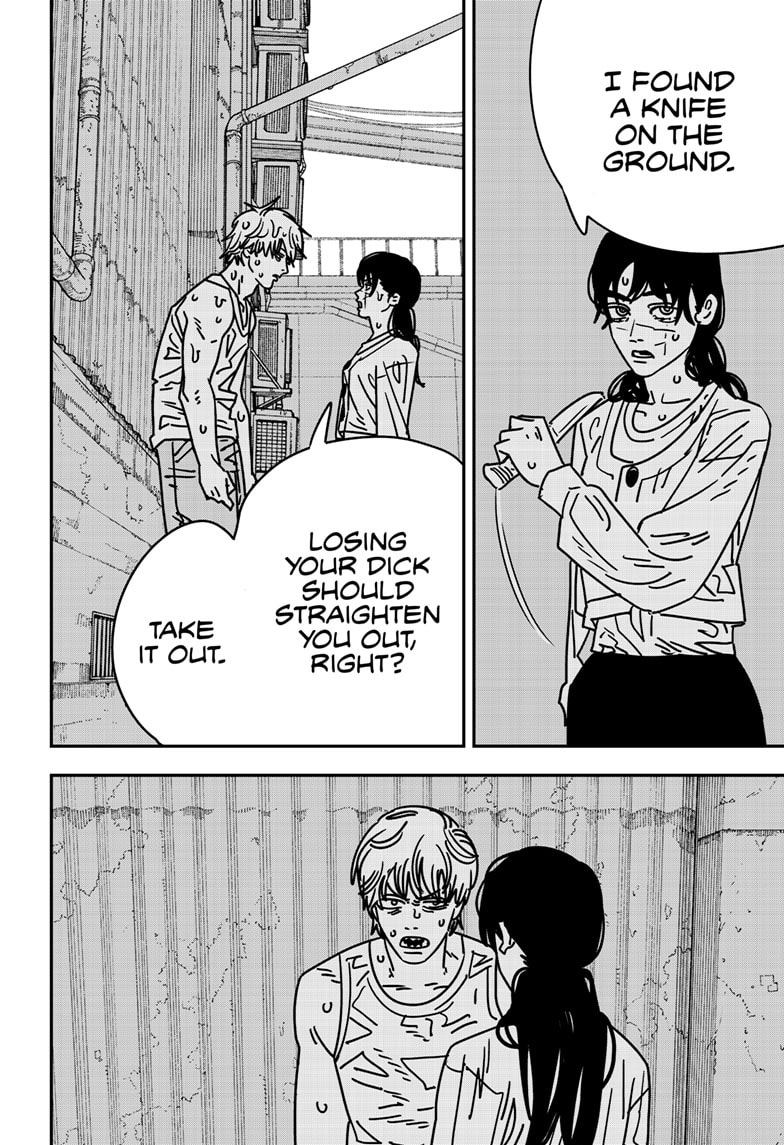 I FOUND
A KNIFE
ON THE
GROUND.
LOSING
YOUR DICK
SHOULD
STRAIGHTEN
YOU OUT,
RIGHT?
TAKE
IT OUT.